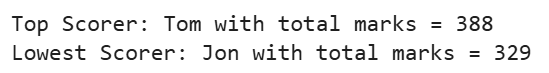 Top Scorer: Tom with total marks = 388
Lowest Scorer: Jon with total marks = 329